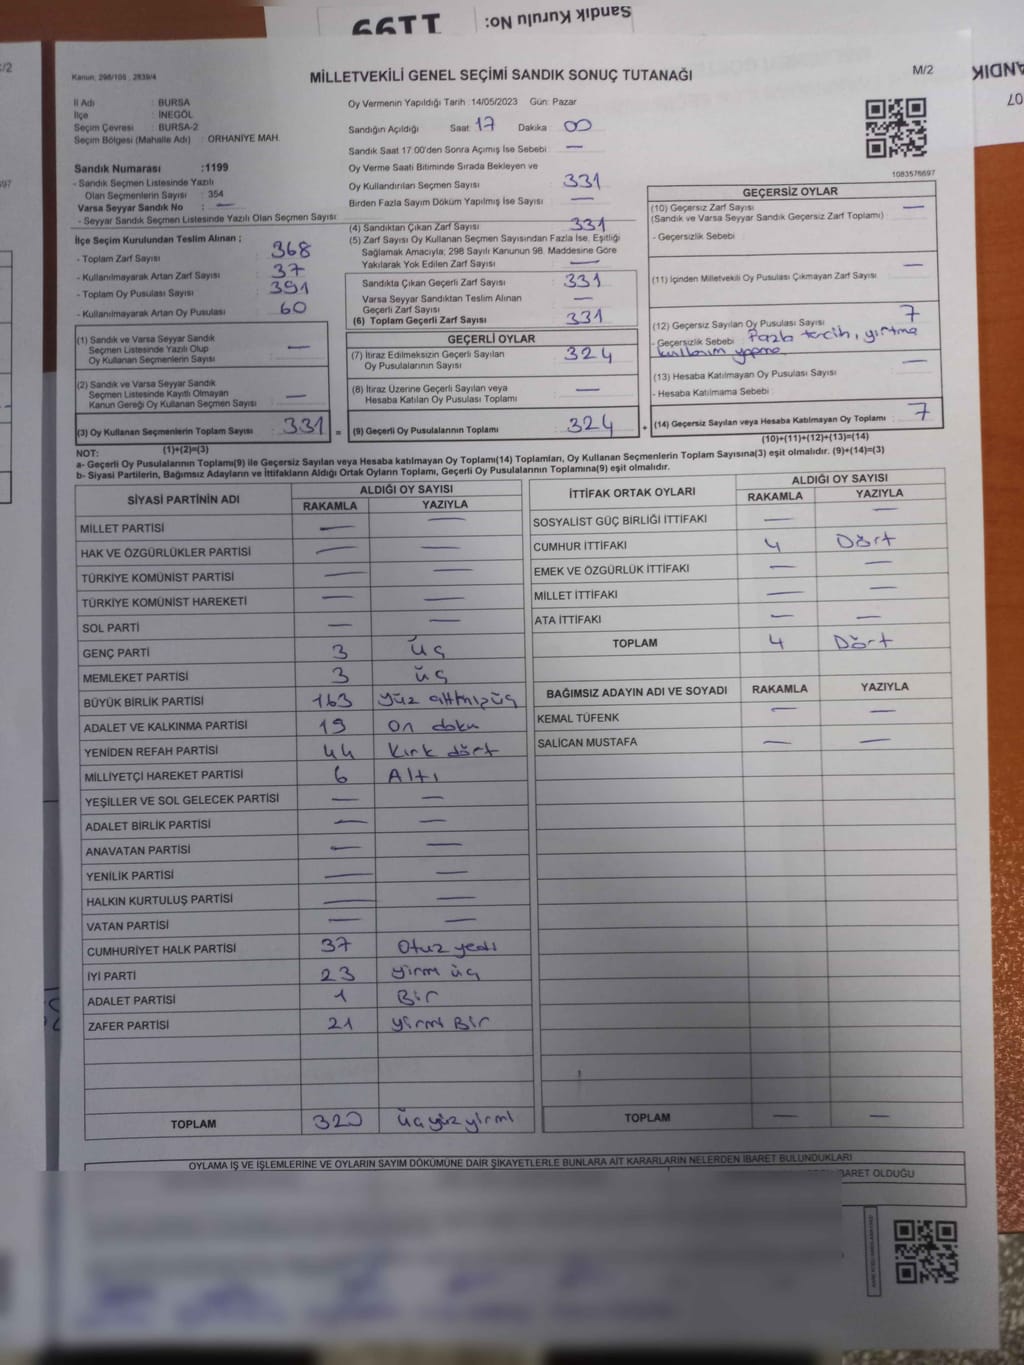 Sandık Kurulu No:
1199
Kanun: 298/105 , 2839/4
MİLLETVEKİLİ GENEL SEÇİMİ SANDIK SONUÇ TUTANAĞI
M/2
İl Adı : BURSA
İlçe : İNEGÖL
Seçim Çevresi : BURSA-2
Seçim Bölgesi (Mahalle Adı) : ORHANİYE MAH.
Sandık Numarası :1199
- Sandık Seçmen Listesinde Yazılı
Olan Seçmenlerin Sayısı : 354
Varsa Seyyar Sandık No : —
- Seyyar Sandık Seçmen Listesinde Yazılı Olan Seçmen Sayısı :
İlçe Seçim Kurulundan Teslim Alınan ;
- Toplam Zarf Sayısı : 368
- Kullanılmayarak Artan Zarf Sayısı : 37
- Toplam Oy Pusulası Sayısı : 391
- Kullanılmayarak Artan Oy Pusulası : 60
(1) Sandık ve Varsa Seyyar Sandık
Seçmen Listesinde Yazılı Olup
Oy Kullanan Seçmenlerin Sayısı : —
(2) Sandık ve Varsa Seyyar Sandık
Seçmen Listesinde Kayıtlı Olmayan
Kanun Gereği Oy Kullanan Seçmen Sayısı : —
(3) Oy Kullanan Seçmenlerin Toplam Sayısı : 331 =
(1)+(2)=(3)
Oy Vermenin Yapıldığı Tarih :14/05/2023 Gün: Pazar
Sandığın Açıldığı Saat: 17 Dakika 00
Sandık Saat 17:00'den Sonra Açımış İse Sebebi : —
Oy Verme Saati Bitiminde Sırada Bekleyen ve
Oy Kullandırılan Seçmen Sayısı : 331
Birden Fazla Sayım Döküm Yapılmış İse Sayısı : —
(4) Sandıktan Çıkan Zarf Sayısı : 331
(5) Zarf Sayısı Oy Kullanan Seçmen Sayısından Fazla İse, Eşitliği
Sağlamak Amacıyla; 298 Sayılı Kanunun 98. Maddesine Göre
Yakılarak Yok Edilen Zarf Sayısı : —
Sandıkta Çıkan Geçerli Zarf Sayısı : 331
Varsa Seyyar Sandıktan Teslim Alınan
Geçerli Zarf Sayısı : —
(6) Toplam Geçerli Zarf Sayısı : 331
GEÇERLİ OYLAR
(7) İtiraz Edilmeksizin Geçerli Sayılan
Oy Pusulasının Sayısı : 324
(8) İtiraz Üzerine Geçerli Sayılan veya
Hesaba Katılan Oy Pusulası Toplamı : —
(9) Geçerli Oy Pusulalarının Toplamı : 324 +
1083576697
GEÇERSİZ OYLAR
(10) Geçersiz Zarf Sayısı : —
(Sandık ve Varsa Seyyar Sandık Geçersiz Zarf Toplamı)
- Geçersizlik Sebebi :
(11) İçinden Milletvekili Oy Pusulası Çıkmayan Zarf Sayısı : —
(12) Geçersiz Sayılan Oy Pusulası Sayısı : 7
- Geçersizlik Sebebi : Fazla tercih, yırtma
kullanım yapma
(13) Hesaba Katılmayan Oy Pusulası Sayısı : —
- Hesaba Katılmama Sebebi :
(14) Geçersiz Sayılan veya Hesaba Katılmayan Oy Toplamı : 7
(10)+(11)+(12)+(13)=(14)
NOT:
a- Geçerli Oy Pusulalarının Toplamı(9) ile Geçersiz Sayılan veya Hesaba katılmayan Oy Toplamı(14) Toplamları, Oy Kullanan Seçmenlerin Toplam Sayısına(3) eşit olmalıdır. (9)+(14)=(3)
b- Siyasi Partilerin, Bağımsız Adayların ve İttifakların Aldığı Ortak Oyların Toplamı, Geçerli Oy Pusulalarının Toplamına(9) eşit olmalıdır.
SİYASİ PARTİNİN ADI ALDIĞI OY SAYISI
RAKAMLA YAZIYLA
MİLLET PARTİSİ — —
HAK VE ÖZGÜRLÜKLER PARTİSİ — —
TÜRKİYE KOMÜNİST PARTİSİ — —
TÜRKİYE KOMÜNİST HAREKETİ — —
SOL PARTİ — —
GENÇ PARTİ 3 üç
MEMLEKET PARTİSİ 3 üç
BÜYÜK BİRLİK PARTİSİ 163 yüz altmışüç
ADALET VE KALKINMA PARTİSİ 19 on doku
YENİDEN REFAH PARTİSİ 44 kırk dört
MİLLİYETÇİ HAREKET PARTİSİ 6 Altı
YEŞİLLER VE SOL GELECEK PARTİSİ — —
ADALET BİRLİK PARTİSİ — —
ANAVATAN PARTİSİ — —
YENİLİK PARTİSİ — —
HALKIN KURTULUŞ PARTİSİ — —
VATAN PARTİSİ — —
CUMHURİYET HALK PARTİSİ 37 Otuz yedi
İYİ PARTİ 23 yirm üç
ADALET PARTİSİ 1 Bir
ZAFER PARTİSİ 21 yirmi Bir
TOPLAM 320 üçyüz yirmi
İTTİFAK ORTAK OYLARI ALDIĞI OY SAYISI
RAKAMLA YAZIYLA
SOSYALİST GÜÇ BİRLİĞİ İTTİFAKI — —
CUMHUR İTTİFAKI 4 Dört
EMEK VE ÖZGÜRLÜK İTTİFAKI — —
MİLLET İTTİFAKI — —
ATA İTTİFAKI — —
TOPLAM 4 Dört
BAĞIMSIZ ADAYIN ADI VE SOYADI RAKAMLA YAZIYLA
KEMAL TÜFENK — —
SALİCAN MUSTAFA — —
TOPLAM — —
OYLAMA İŞ VE İŞLEMLERİNE VE OYLARIN SAYIM DÖKÜMÜNE DAİR ŞİKAYETLERLE BUNLARA AİT KARARLARIN NELERDEN İBARET BULUNDUKLARI
BARET OLDUĞU